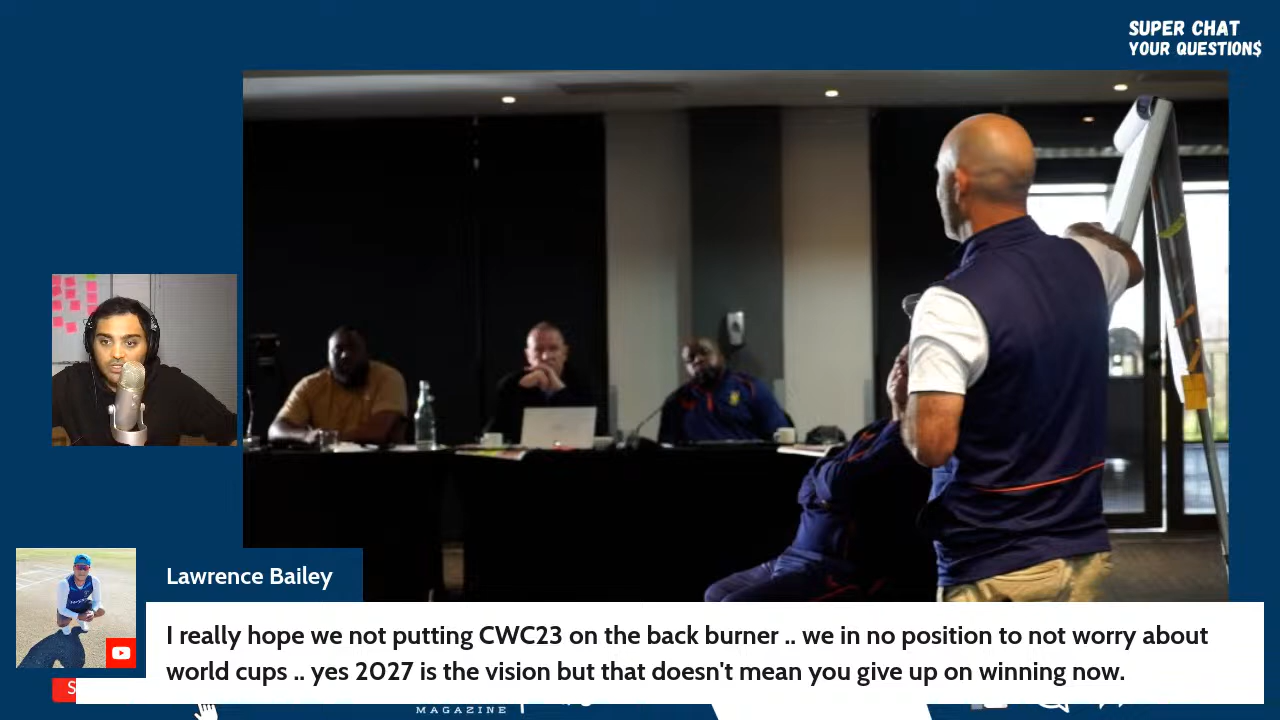 SUPER CHAT
YOUR QUESTION$
Lawrence Bailey
I really hope we not putting CWC23 on the back burner .. we in no position to not worry about
world cups .. yes 2027 is the vision but that doesn't mean you give up on winning now.
S
MAGAZINE